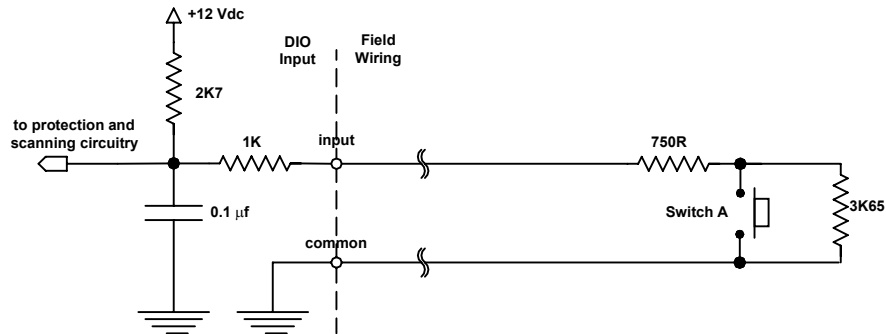 +12 Vdc
DIO
Input
Field
Wiring
2K7
to protection and
scanning circuitry
1K
input
750R
0.1 μf
Switch A
3K65
common